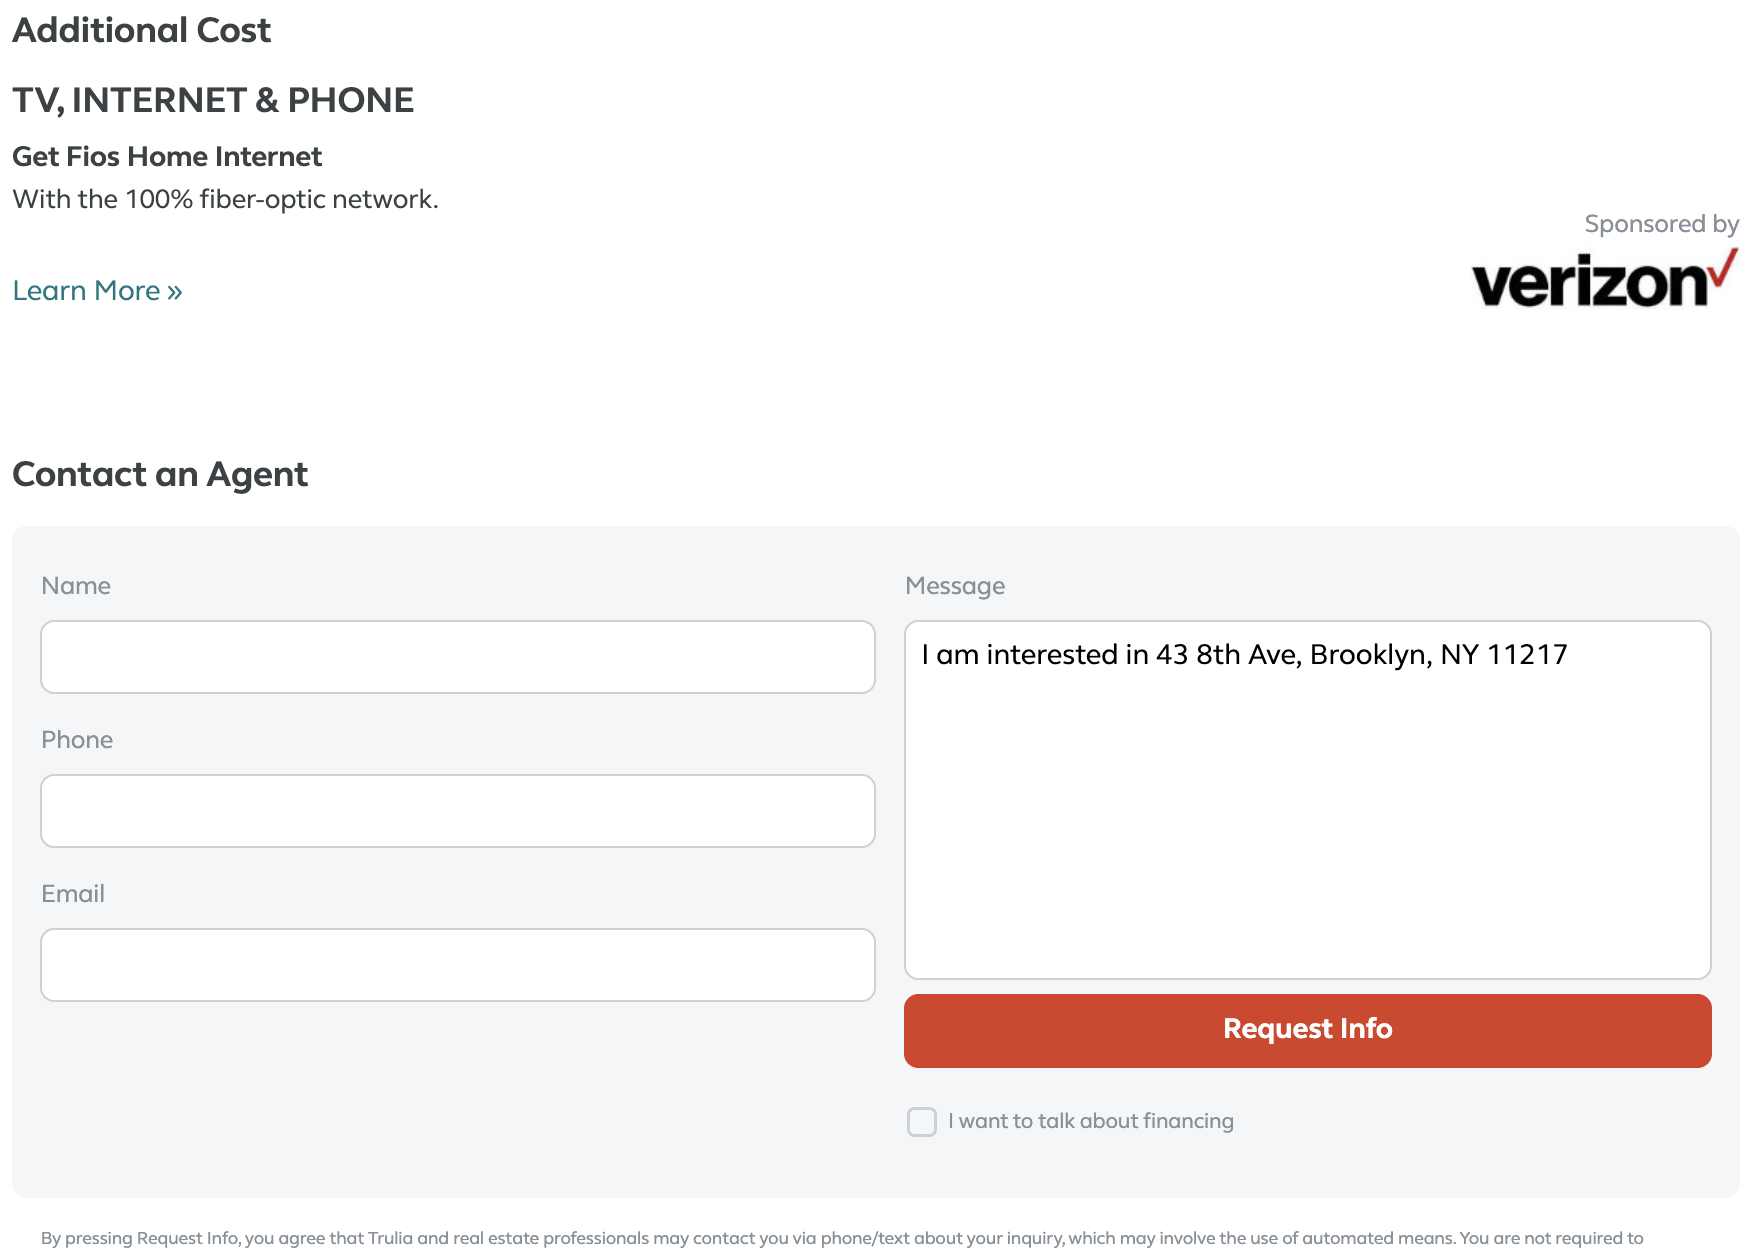 Additional Cost
TV, INTERNET & PHONE
Get Fios Home Internet
With the 100% fiber-optic network.
Learn More »
Sponsored by
verizon
Contact an Agent
Name
Phone
Email
Message
I am interested in 43 8th Ave, Brooklyn, NY 11217
Request Info
I want to talk about financing
By pressing Request Info, you agree that Trulia and real estate professionals may contact you via phone/text about your inquiry, which may involve the use of automated means. You are not required to